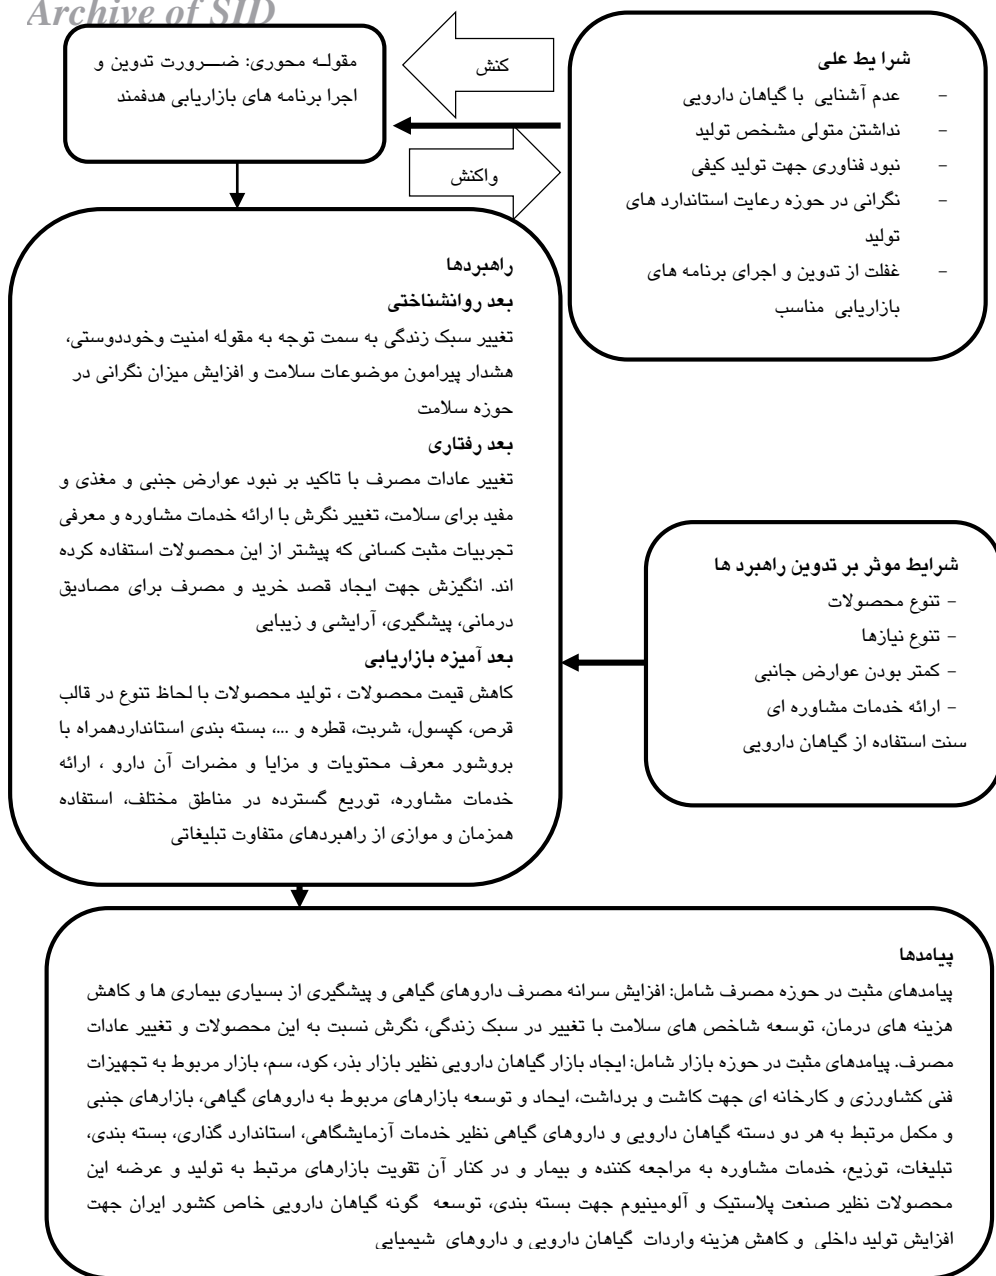 Archive of SID
شرا یط علی
– عدم آشنایی با گیاهان دارویی
– نداشتن متولی مشخص تولید
– نبود فناوری جهت تولید کیفی
– نگرانی در حوزه رعایت استاندارد های
تولید
– غفلت از تدوین و اجرای برنامه های
بازاریابی مناسب
کنش
واکنش
مقوله محوری: ضرورت تدوین و
اجرا برنامه های بازاریابی هدفمند
راهبردها
بعد روانشناختی
تغییر سبک زندگی به سمت توجه به مقوله امنیت وخوددوستی،
هشدار پیرامون موضوعات سلامت و افزایش میزان نگرانی در
حوزه سلامت
بعد رفتاری
تغییر عادات مصرف با تاکید بر نبود عوارض جنبی و مغذی و
مفید برای سلامت، تغییر نگرش با ارائه خدمات مشاوره و معرفی
تجربیات مثبت کسانی که پیشتر از این محصولات استفاده کرده
اند. انگیزش جهت ایجاد قصد خرید و مصرف برای مصادیق
درمانی، پیشگیری، آرایشی و زیبایی
بعد آمیزه بازاریابی
کاهش قیمت محصولات ، تولید محصولات با لحاظ تنوع در قالب
قرص، کپسول، شربت، قطره و ...، بسته بندی استانداردهمراه با
بروشور معرف محتویات و مزایا و مضرات آن دارو ، ارائه
خدمات مشاوره، توریع گسترده در مناطق مختلف، استفاده
همزمان و موازی از راهبردهای متفاوت تبلیغاتی
شرایط موثر بر تدوین راهبرد ها
– تنوع محصولات
– تنوع نیازها
– کمتر بودن عوارض جانبی
– ارائه خدمات مشاوره ای
سنت استفاده از گیاهان دارویی
پیامدها
پیامدهای مثبت در حوزه مصرف شامل: افزایش سرانه مصرف داروهای گیاهی و پیشگیری از بسیاری بیماری ها و کاهش
هزینه های درمان، توسعه شاخص های سلامت با تغییر در سبک زندگی، نگرش نسبت به این محصولات و تغییر عادات
مصرف. پیامدهای مثبت در حوزه بازار شامل: ایجاد بازار گیاهان دارویی نظیر بازار بذر، کود، سم، بازار مربوط به تجهیزات
فنی کشاورزی و کارخانه ای جهت کاشت و برداشت، ایحاد و توسعه بازارهای مربوط به داروهای گیاهی، بازارهای جنبی
و مکمل مرتبط به هر دو دسته گیاهان دارویی و داروهای گیاهی نظیر خدمات آزمایشگاهی، استاندارد گذاری، بسته بندی،
تبلیغات، توزیع، خدمات مشاوره به مراجعه کننده و بیمار و در کنار آن تقویت بازارهای مرتبط به تولید و عرضه این
محصولات نظیر صنعت پلاستیک و آلومینیوم جهت بسته بندی، توسعه گونه گیاهان دارویی خاص کشور ایران جهت
افزایش تولید داخلی و کاهش هزینه واردات گیاهان دارویی و داروهای شیمیایی